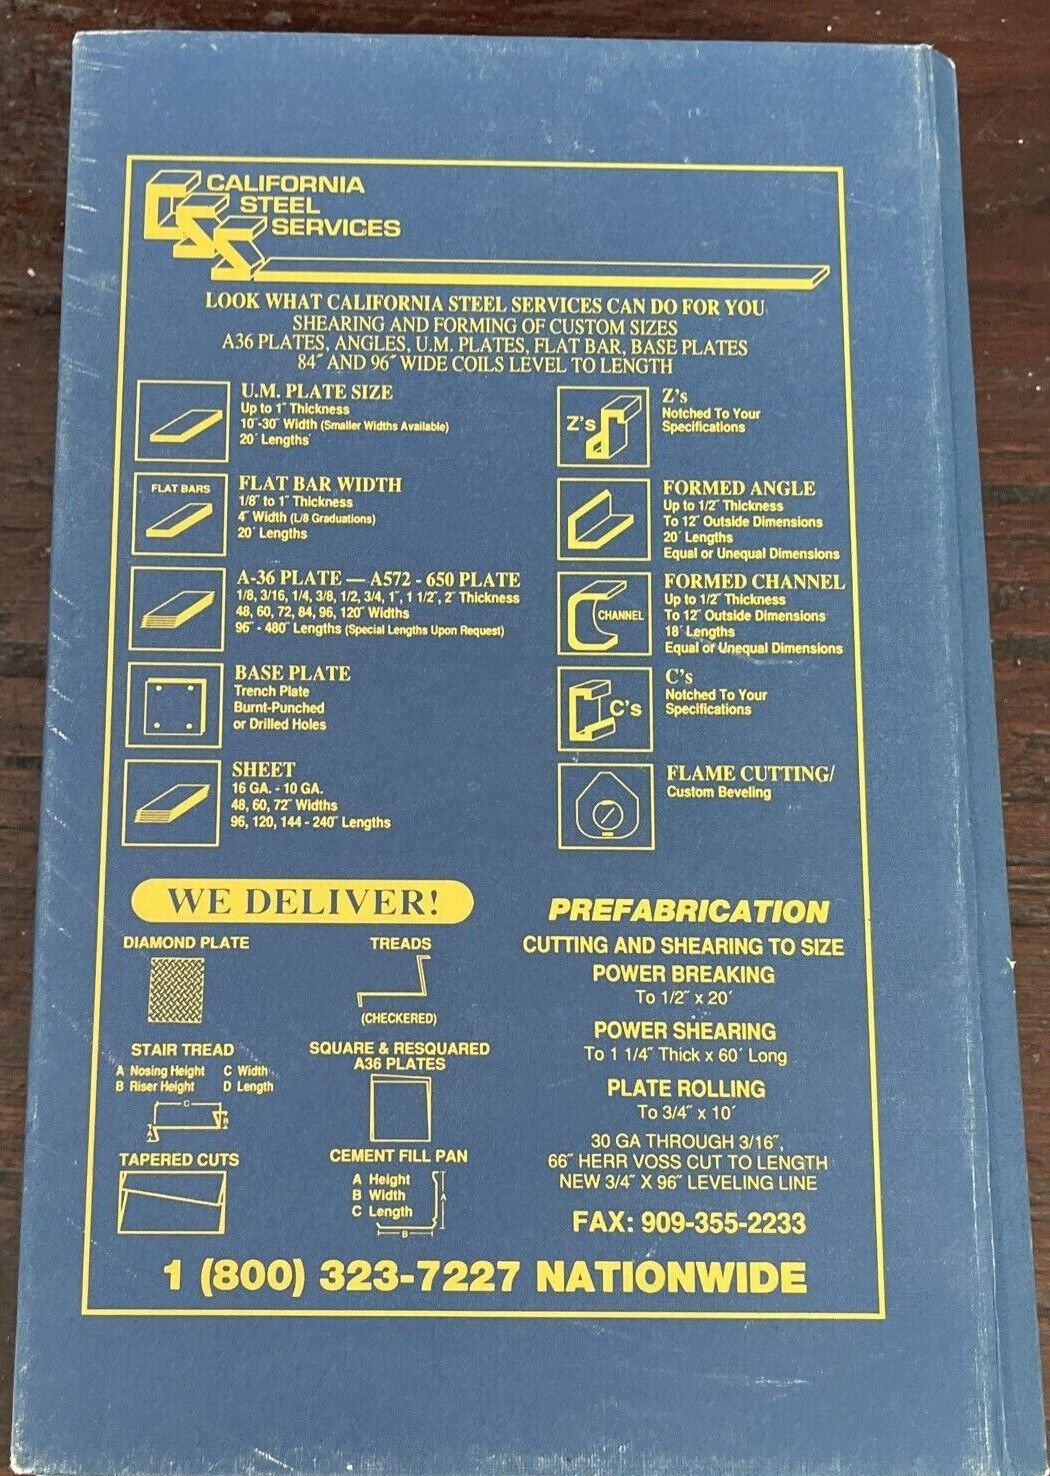 CALIFORNIA
STEEL
SERVICES
CSS
LOOK WHAT CALIFORNIA STEEL SERVICES CAN DO FOR YOU
SHEARING AND FORMING OF CUSTOM SIZES
A36 PLATES, ANGLES, U.M. PLATES, FLAT BAR, BASE PLATES
84″ AND 96″ WIDE COILS LEVEL TO LENGTH
U.M. PLATE SIZE
Up to 1″ Thickness
10″-30″ Width (Smaller Widths Available)
20′ Lengths′
FLAT BARS
FLAT BAR WIDTH
1/8″ to 1″ Thickness
4″ Width (L/8 Graduations)
20′ Lengths
A-36 PLATE — A572 - 650 PLATE
1/8, 3/16, 1/4, 3/8, 1/2, 3/4, 1″, 1 1/2″, 2″ Thickness
48, 60, 72, 84, 96, 120″ Widths
96″ - 480″ Lengths (Special Lengths Upon Request)
BASE PLATE
Trench Plate
Burnt-Punched
or Drilled Holes
SHEET
16 GA. - 10 GA.
48, 60, 72″ Widths
96, 120, 144 - 240″ Lengths
Z's
Z's
Notched To Your
Specifications
FORMED ANGLE
Up to 1/2″ Thickness
To 12″ Outside Dimensions
20′ Lengths
Equal or Unequal Dimensions
CHANNEL
FORMED CHANNEL
Up to 1/2″ Thickness
To 12″ Outside Dimensions
18′ Lengths
Equal or Unequal Dimensions
C's
C's
Notched To Your
Specifications
FLAME CUTTING/
Custom Beveling
WE DELIVER!
DIAMOND PLATE
TREADS
(CHECKERED)
STAIR TREAD
A Nosing Height C Width
B Riser Height D Length
C
B
A
SQUARE & RESQUARED
A36 PLATES
TAPERED CUTS
CEMENT FILL PAN
A Height
B Width
C Length
A
B
PREFABRICATION
CUTTING AND SHEARING TO SIZE
POWER BREAKING
To 1/2″ x 20′
POWER SHEARING
To 1 1/4″ Thick x 60′ Long
PLATE ROLLING
To 3/4″ x 10′
30 GA THROUGH 3/16″,
66″ HERR VOSS CUT TO LENGTH
NEW 3/4″ X 96″ LEVELING LINE
FAX: 909-355-2233
1 (800) 323-7227 NATIONWIDE